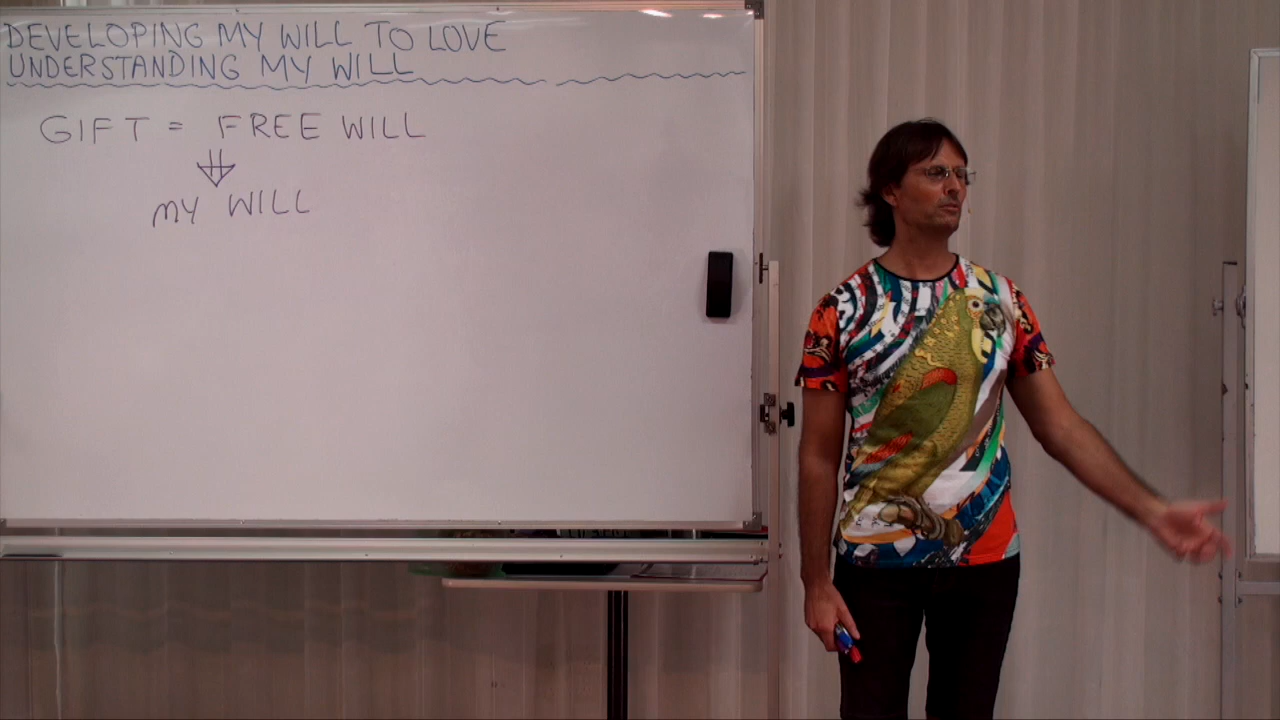 DEVELOPING MY WILL TO LOVE
UNDERSTANDING MY WILL
GIFT = FREE WILL
MY WILL